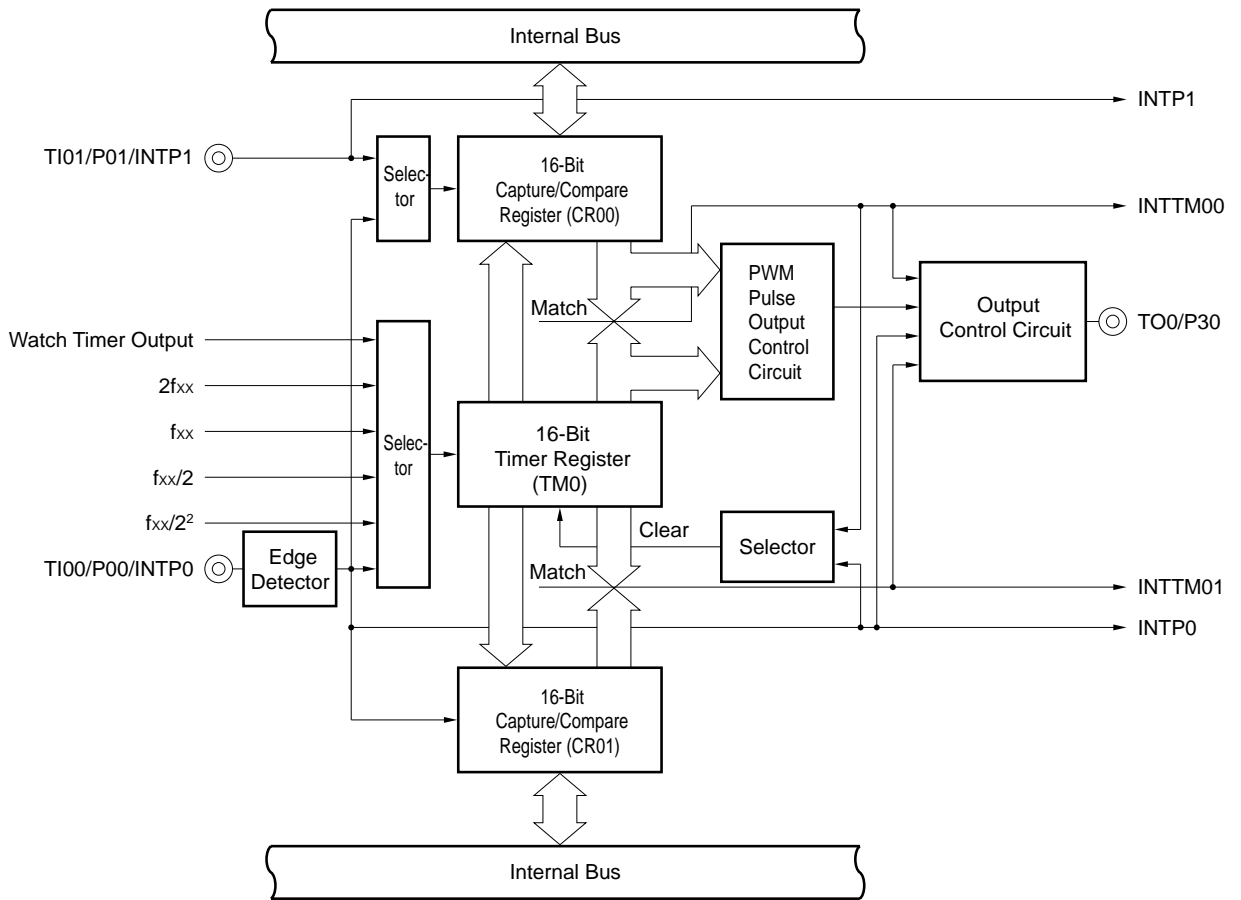 Internal Bus
INTP1
TI01/P01/INTP1
Selec-
tor
16-Bit
Capture/Compare
Register (CR00)
INTTM00
PWM
Pulse
Output
Control
Circuit
Output
Control Circuit
TO0/P30
Match
Watch Timer Output
2fxx
fxx
fxx/2
fxx/2²
Selec-
tor
16-Bit
Timer Register
(TM0)
Clear
Selector
TI00/P00/INTP0
Edge
Detector
Match
INTTM01
INTP0
16-Bit
Capture/Compare
Register (CR01)
Internal Bus